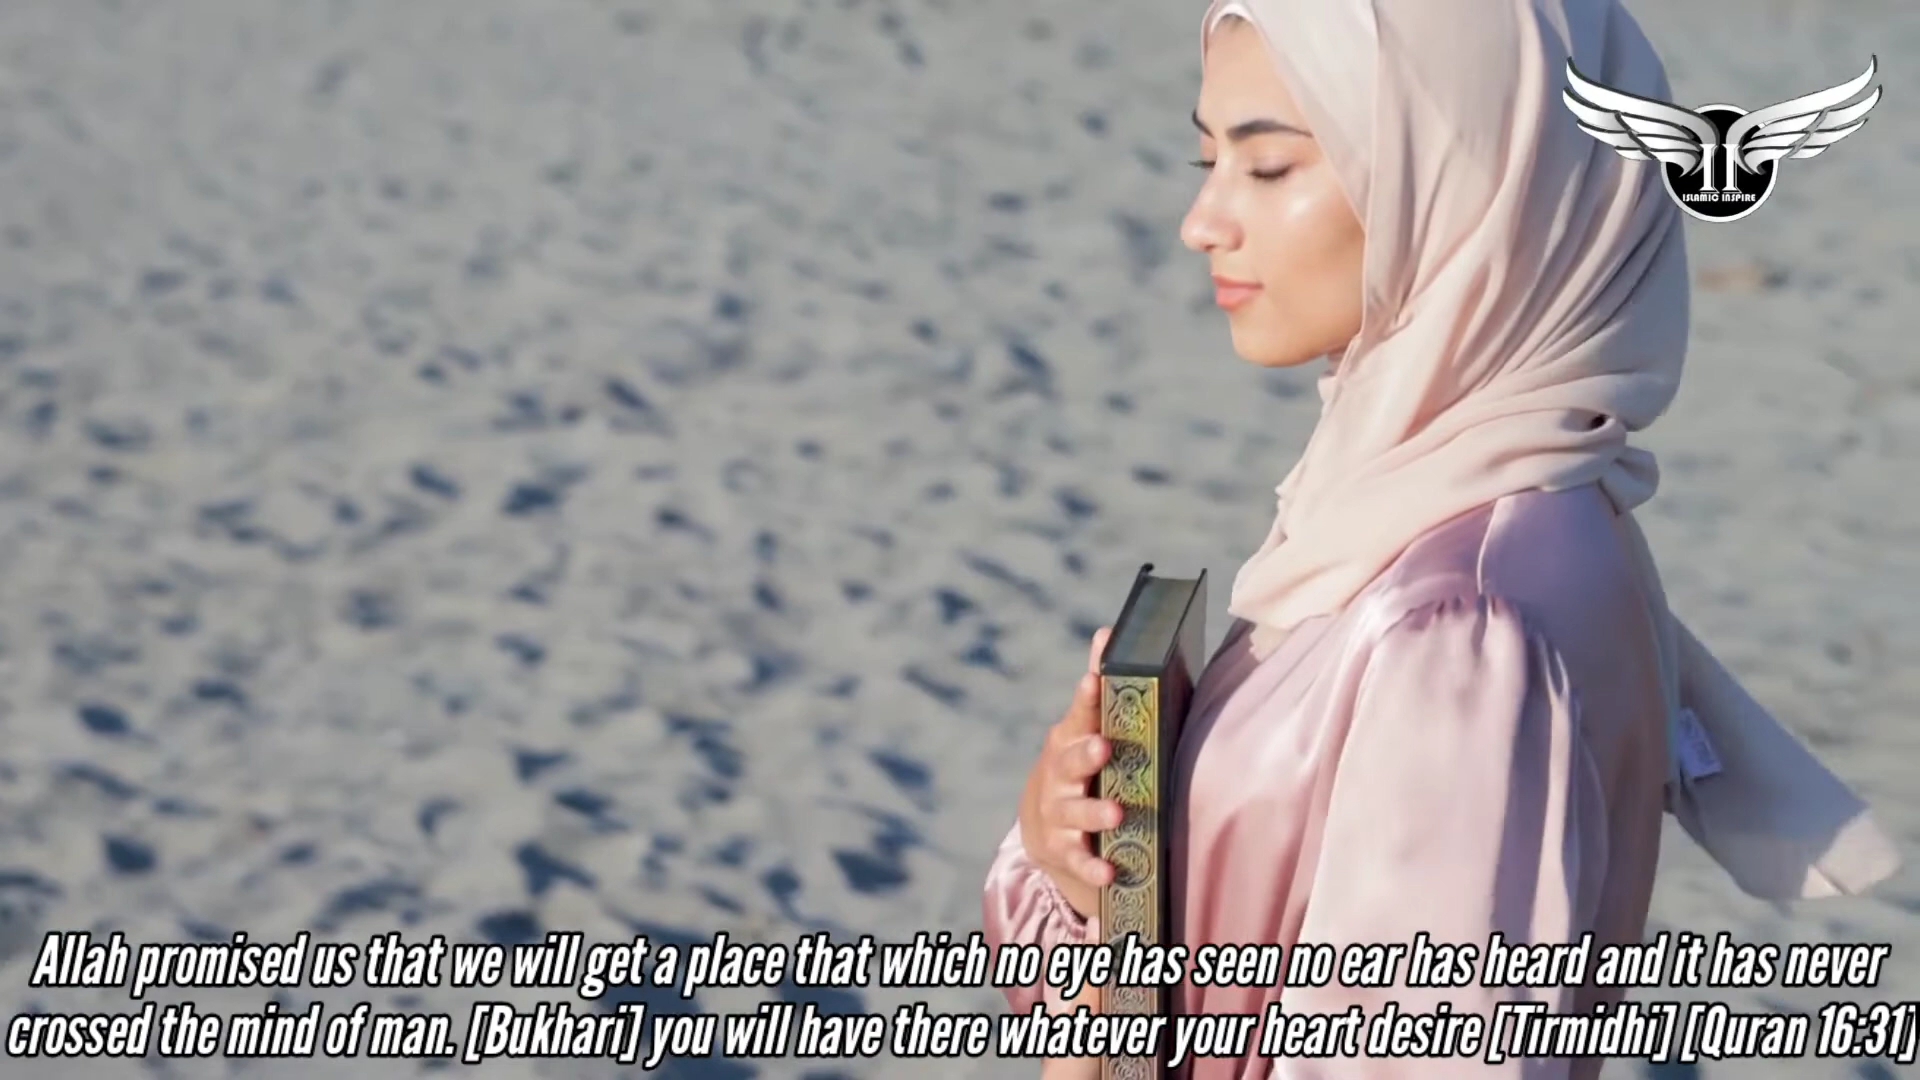 II
ISLAMIC INSPIRE
Allah promised us that we will get a place that which no eye has seen no ear has heard and it has never
crossed the mind of man. [Bukhari] you will have there whatever your heart desire [Tirmidhi] [Quran 16:31]